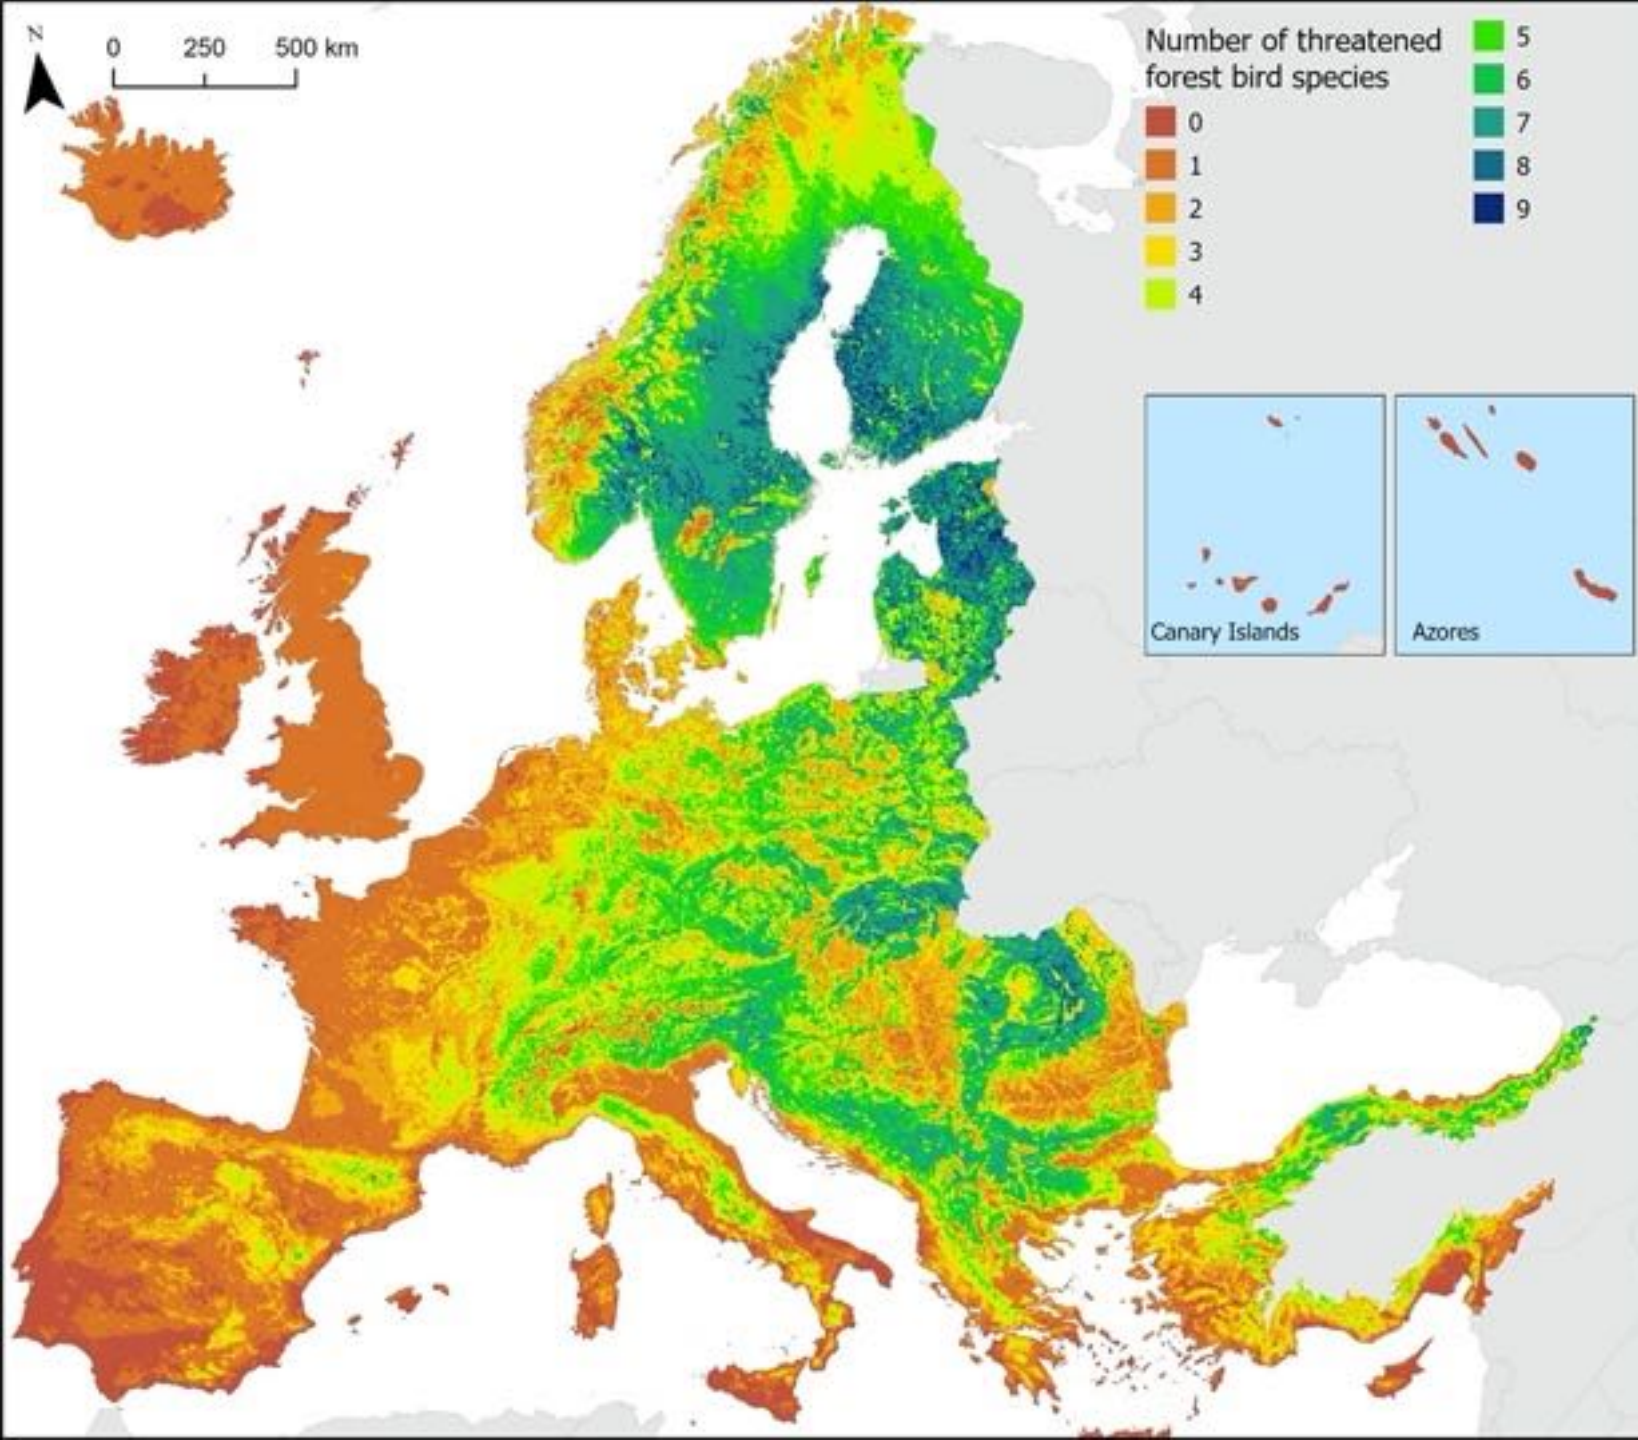 N
0 250 500 km
Number of threatened
forest bird species
0
1
2
3
4
5
6
7
8
9
Canary Islands
Azores